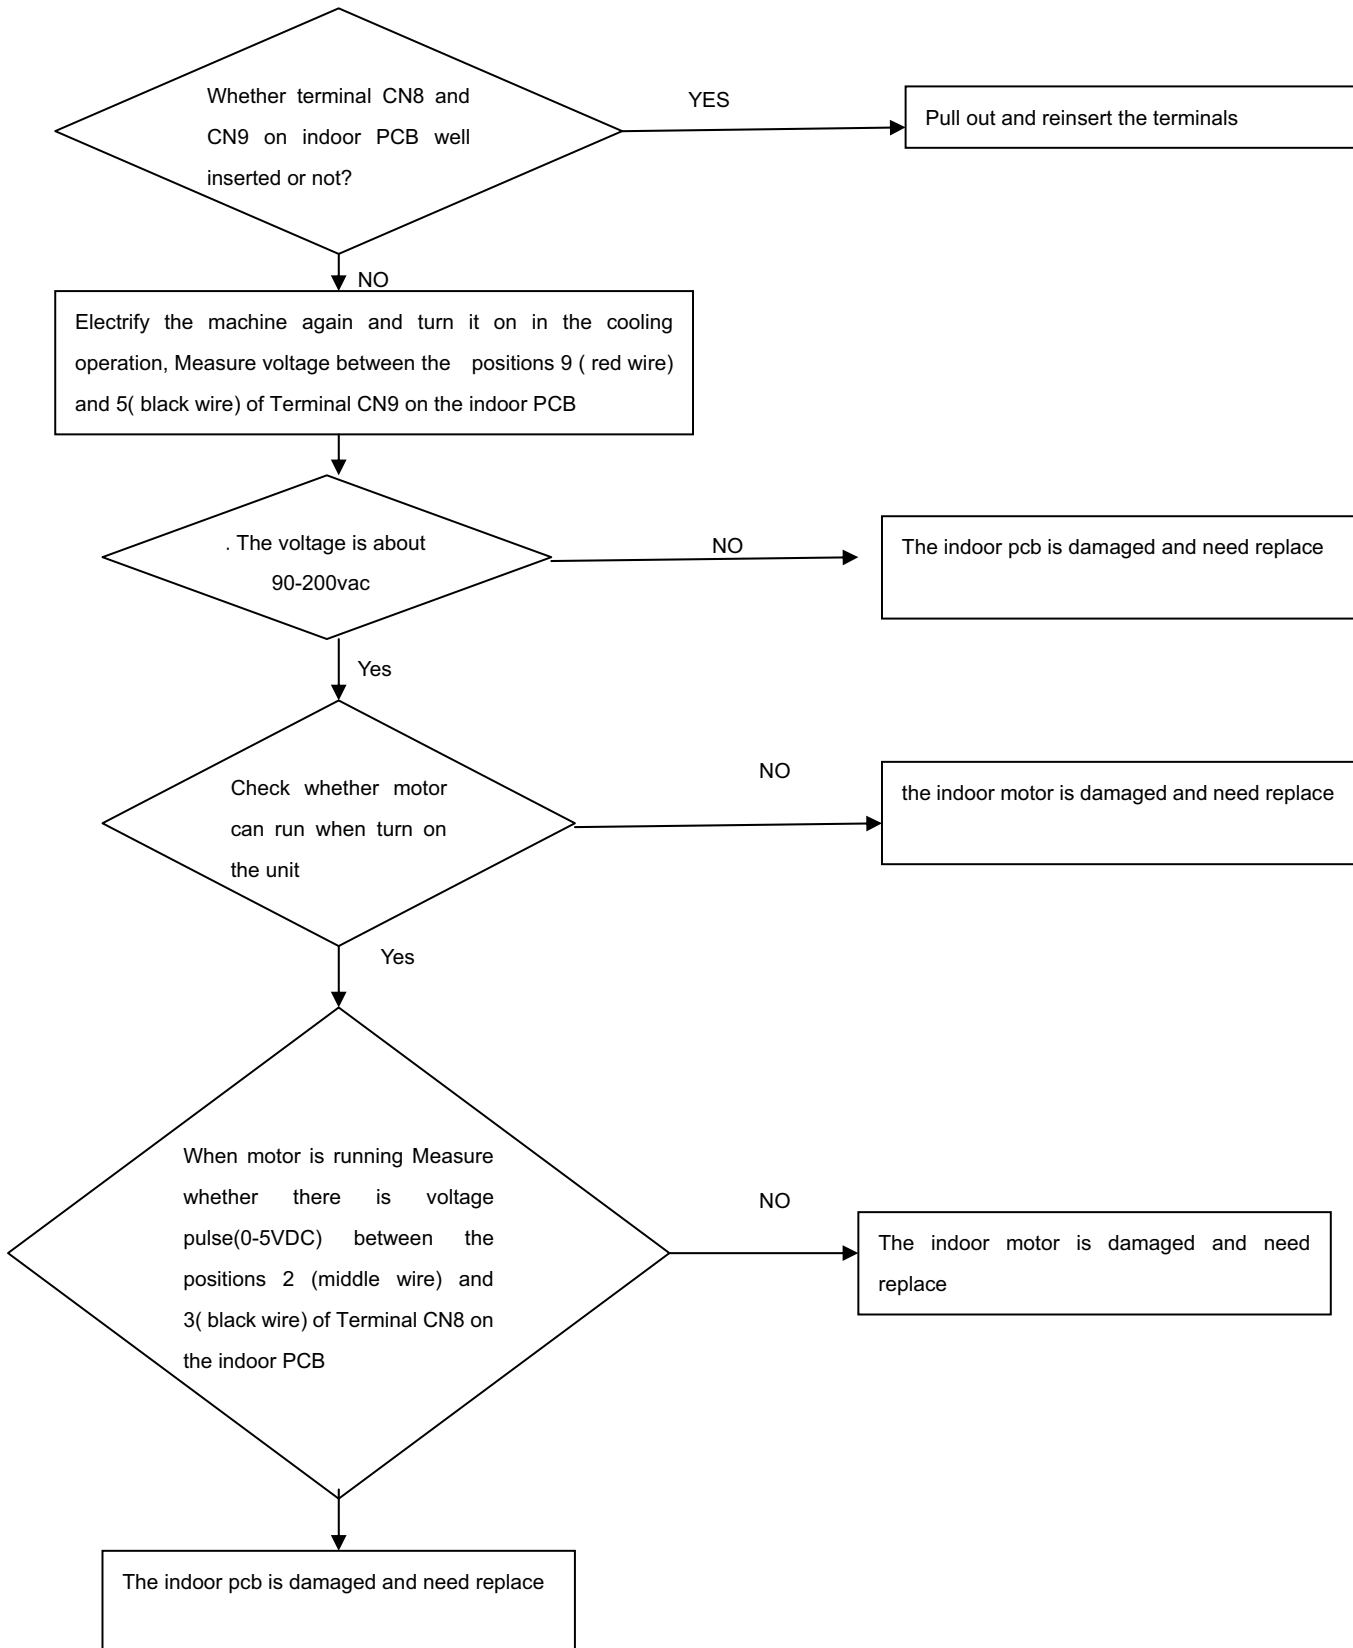 Whether terminal CN8 and
CN9 on indoor PCB well
inserted or not?
YES
Pull out and reinsert the terminals
NO
Electrify the machine again and turn it on in the cooling
operation, Measure voltage between the positions 9 ( red wire)
and 5( black wire) of Terminal CN9 on the indoor PCB
. The voltage is about
90-200vac
NO
The indoor pcb is damaged and need replace
Yes
Check whether motor
can run when turn on
the unit
NO
the indoor motor is damaged and need replace
Yes
When motor is running Measure
whether there is voltage
pulse(0-5VDC) between the
positions 2 (middle wire) and
3( black wire) of Terminal CN8 on
the indoor PCB
NO
The indoor motor is damaged and need
replace
The indoor pcb is damaged and need replace